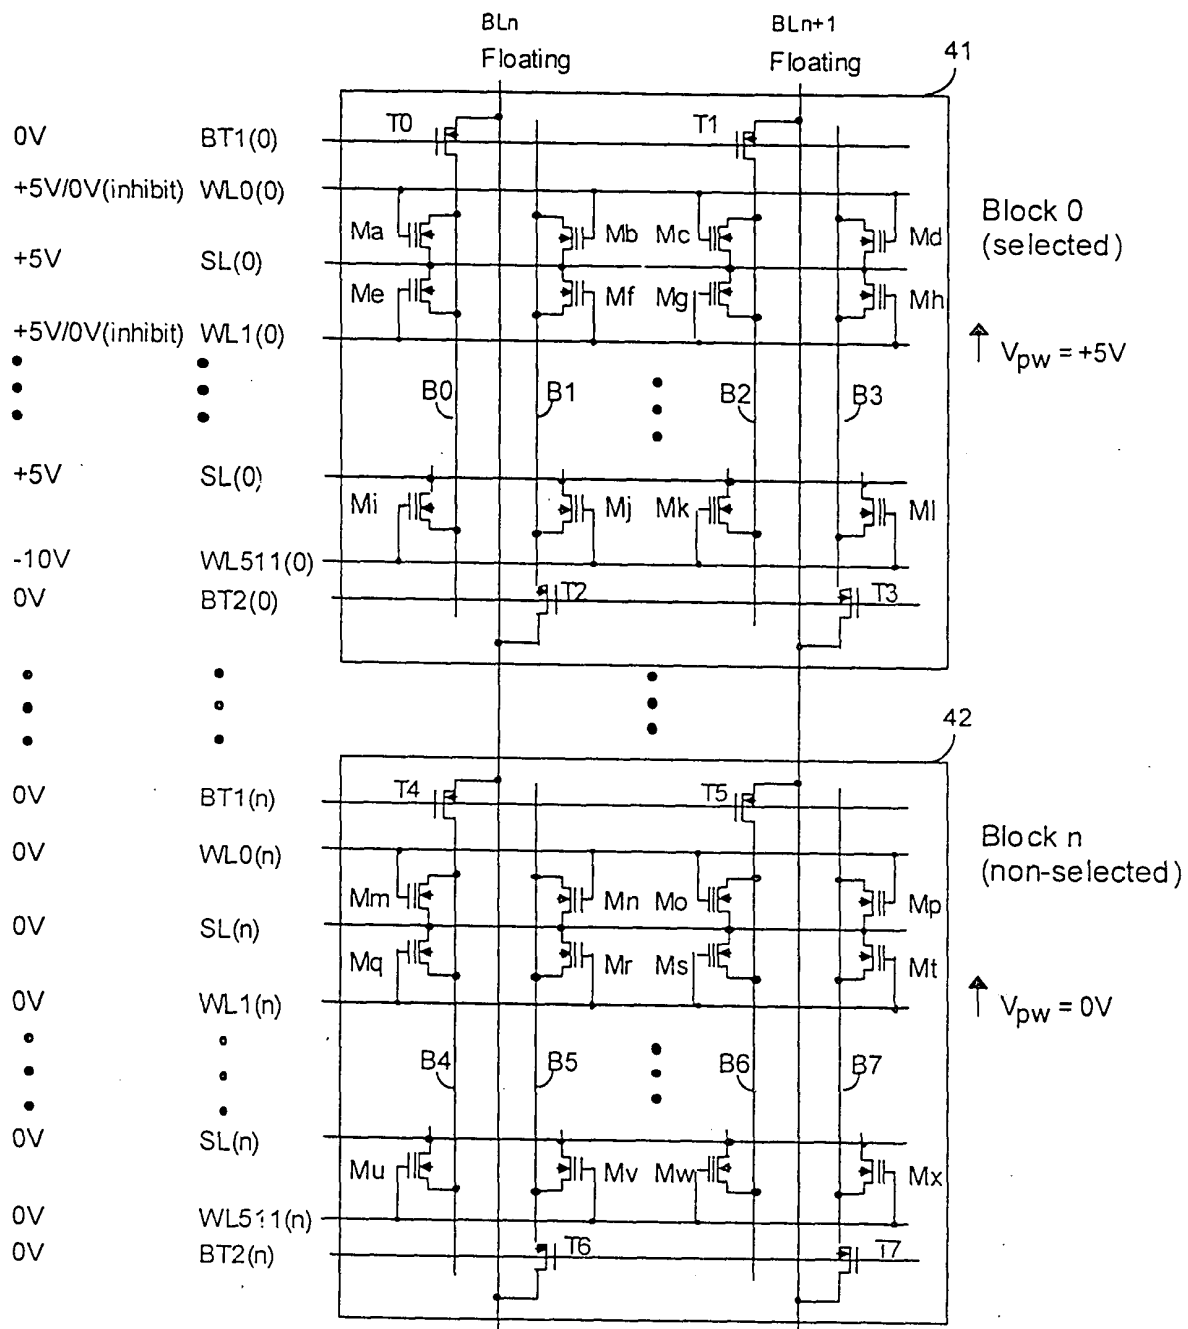 BLn BLn+1
Floating Floating
41
0V BT1(0) T0 T1
+5V/0V(inhibit) WL0(0)
Block 0
(selected)
Ma Mb Mc Md
+5V SL(0)
Me Mf Mg Mh
+5V/0V(inhibit) WL1(0)
Vpw = +5V
B0 B1 B2 B3
+5V SL(0)
Mi Mj Mk Ml
-10V WL511(0)
0V BT2(0) T2 T3
42
0V BT1(n) T4 T5
0V WL0(n)
Block n
(non-selected)
Mm Mn Mo Mp
0V SL(n)
Mq Mr Ms Mt
0V WL1(n)
Vpw = 0V
B4 B5 B6 B7
0V SL(n)
Mu Mv Mw Mx
0V WL511(n)
0V BT2(n) T6 T7